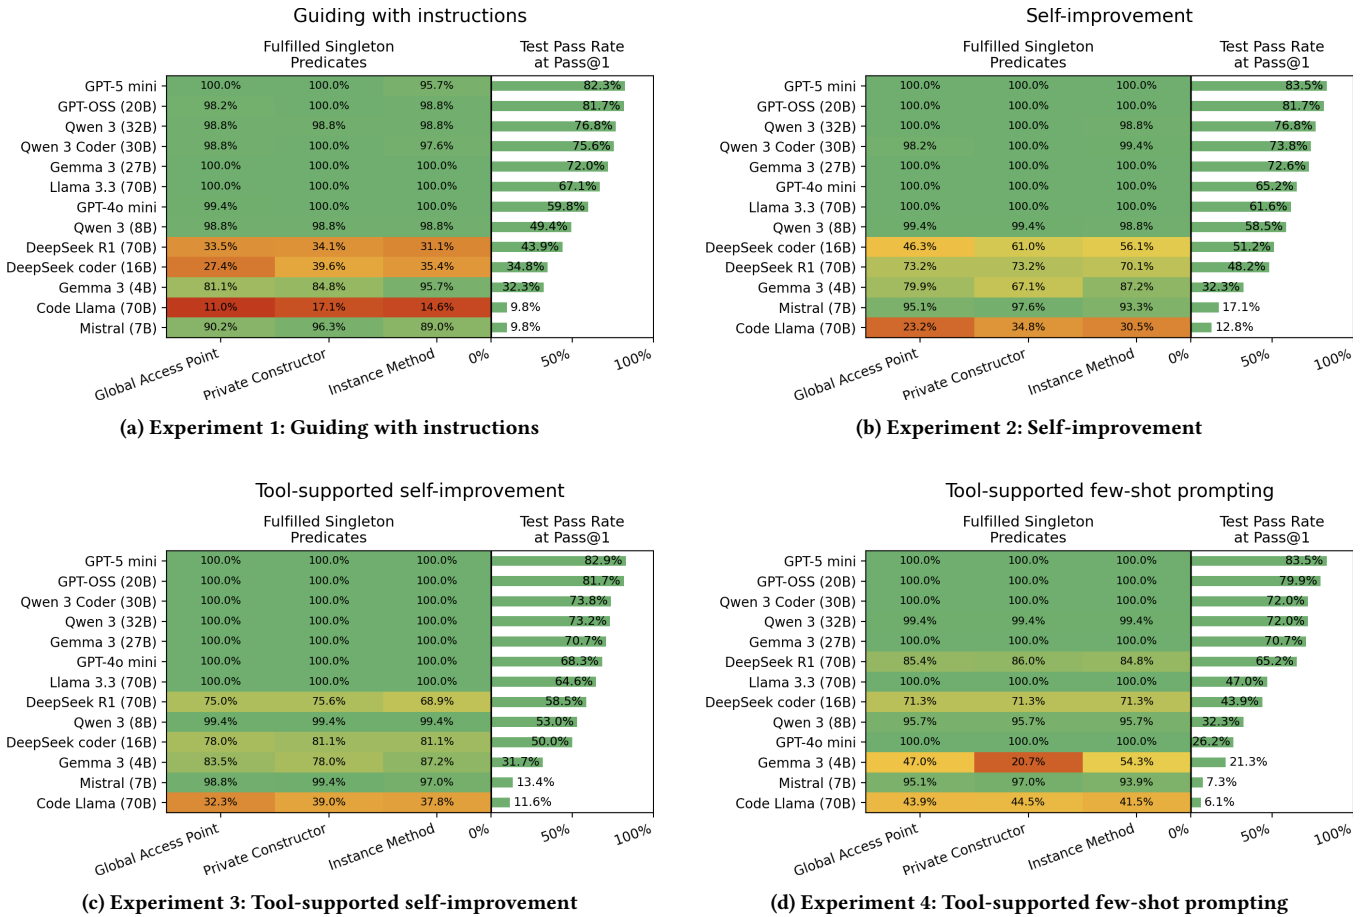 Guiding with instructions
Fulfilled Singleton
Predicates
Test Pass Rate
at Pass@1
GPT-5 mini 100.0% 100.0% 95.7% 82.3%
GPT-OSS (20B) 98.2% 100.0% 98.8% 81.7%
Qwen 3 (32B) 98.8% 98.8% 98.8% 76.8%
Qwen 3 Coder (30B) 98.8% 100.0% 97.6% 75.6%
Gemma 3 (27B) 100.0% 100.0% 100.0% 72.0%
Llama 3.3 (70B) 100.0% 100.0% 100.0% 67.1%
GPT-4o mini 99.4% 100.0% 100.0% 59.8%
Qwen 3 (8B) 98.8% 98.8% 98.8% 49.4%
DeepSeek R1 (70B) 33.5% 34.1% 31.1% 43.9%
DeepSeek coder (16B) 27.4% 39.6% 35.4% 34.8%
Gemma 3 (4B) 81.1% 84.8% 95.7% 32.3%
Code Llama (70B) 11.0% 17.1% 14.6% 9.8%
Mistral (7B) 90.2% 96.3% 89.0% 9.8%
Global Access Point Private Constructor Instance Method 0% 50% 100%
(a) Experiment 1: Guiding with instructions
Self-improvement
Fulfilled Singleton
Predicates
Test Pass Rate
at Pass@1
GPT-5 mini 100.0% 100.0% 100.0% 83.5%
GPT-OSS (20B) 100.0% 100.0% 100.0% 81.7%
Qwen 3 (32B) 100.0% 100.0% 98.8% 76.8%
Qwen 3 Coder (30B) 98.2% 100.0% 99.4% 73.8%
Gemma 3 (27B) 100.0% 100.0% 100.0% 72.6%
GPT-4o mini 100.0% 100.0% 100.0% 65.2%
Llama 3.3 (70B) 100.0% 100.0% 100.0% 61.6%
Qwen 3 (8B) 99.4% 99.4% 98.8% 58.5%
DeepSeek coder (16B) 46.3% 61.0% 56.1% 51.2%
DeepSeek R1 (70B) 73.2% 73.2% 70.1% 48.2%
Gemma 3 (4B) 79.9% 67.1% 87.2% 32.3%
Mistral (7B) 95.1% 97.6% 93.3% 17.1%
Code Llama (70B) 23.2% 34.8% 30.5% 12.8%
Global Access Point Private Constructor Instance Method 0% 50% 100%
(b) Experiment 2: Self-improvement
Tool-supported self-improvement
Fulfilled Singleton
Predicates
Test Pass Rate
at Pass@1
GPT-5 mini 100.0% 100.0% 100.0% 82.9%
GPT-OSS (20B) 100.0% 100.0% 100.0% 81.7%
Qwen 3 Coder (30B) 100.0% 100.0% 100.0% 73.8%
Qwen 3 (32B) 100.0% 100.0% 100.0% 73.2%
Gemma 3 (27B) 100.0% 100.0% 100.0% 70.7%
GPT-4o mini 100.0% 100.0% 100.0% 68.3%
Llama 3.3 (70B) 100.0% 100.0% 100.0% 64.6%
DeepSeek R1 (70B) 75.0% 75.6% 68.9% 58.5%
Qwen 3 (8B) 99.4% 99.4% 99.4% 53.0%
DeepSeek coder (16B) 78.0% 81.1% 81.1% 50.0%
Gemma 3 (4B) 83.5% 78.0% 87.2% 31.7%
Mistral (7B) 98.8% 99.4% 97.0% 13.4%
Code Llama (70B) 32.3% 39.0% 37.8% 11.6%
Global Access Point Private Constructor Instance Method 0% 50% 100%
(c) Experiment 3: Tool-supported self-improvement
Tool-supported few-shot prompting
Fulfilled Singleton
Predicates
Test Pass Rate
at Pass@1
GPT-5 mini 100.0% 100.0% 100.0% 83.5%
GPT-OSS (20B) 100.0% 100.0% 100.0% 79.9%
Qwen 3 Coder (30B) 100.0% 100.0% 100.0% 72.0%
Qwen 3 (32B) 99.4% 99.4% 99.4% 72.0%
Gemma 3 (27B) 100.0% 100.0% 100.0% 70.7%
DeepSeek R1 (70B) 85.4% 86.0% 84.8% 65.2%
Llama 3.3 (70B) 100.0% 100.0% 100.0% 47.0%
DeepSeek coder (16B) 71.3% 71.3% 71.3% 43.9%
Qwen 3 (8B) 95.7% 95.7% 95.7% 32.3%
GPT-4o mini 100.0% 100.0% 100.0% 26.2%
Gemma 3 (4B) 47.0% 20.7% 54.3% 21.3%
Mistral (7B) 95.1% 97.0% 93.9% 7.3%
Code Llama (70B) 43.9% 44.5% 41.5% 6.1%
Global Access Point Private Constructor Instance Method 0% 50% 100%
(d) Experiment 4: Tool-supported few-shot prompting